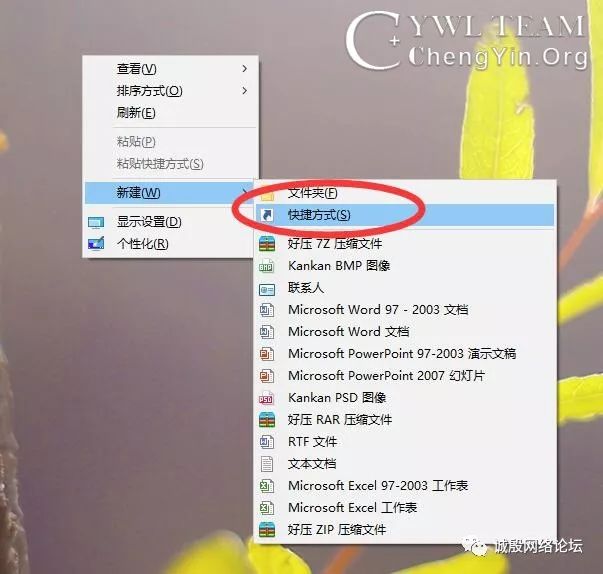 CYWL TEAM
C+ ChengYin.Org
查看(V)
排序方式(O)
刷新(E)
粘贴(P)
粘贴快捷方式(S)
新建(W)
显示设置(D)
个性化(R)
文件夹(F)
快捷方式(S)
好压 7Z 压缩文件
Kankan BMP 图像
联系人
Microsoft Word 97 - 2003 文档
Microsoft Word 文档
Microsoft PowerPoint 97-2003 演示文稿
Microsoft PowerPoint 2007 幻灯片
Kankan PSD 图像
好压 RAR 压缩文件
RTF 文件
文本文档
Microsoft Excel 97-2003 工作表
Microsoft Excel 工作表
好压 ZIP 压缩文件
诚殷网络论坛